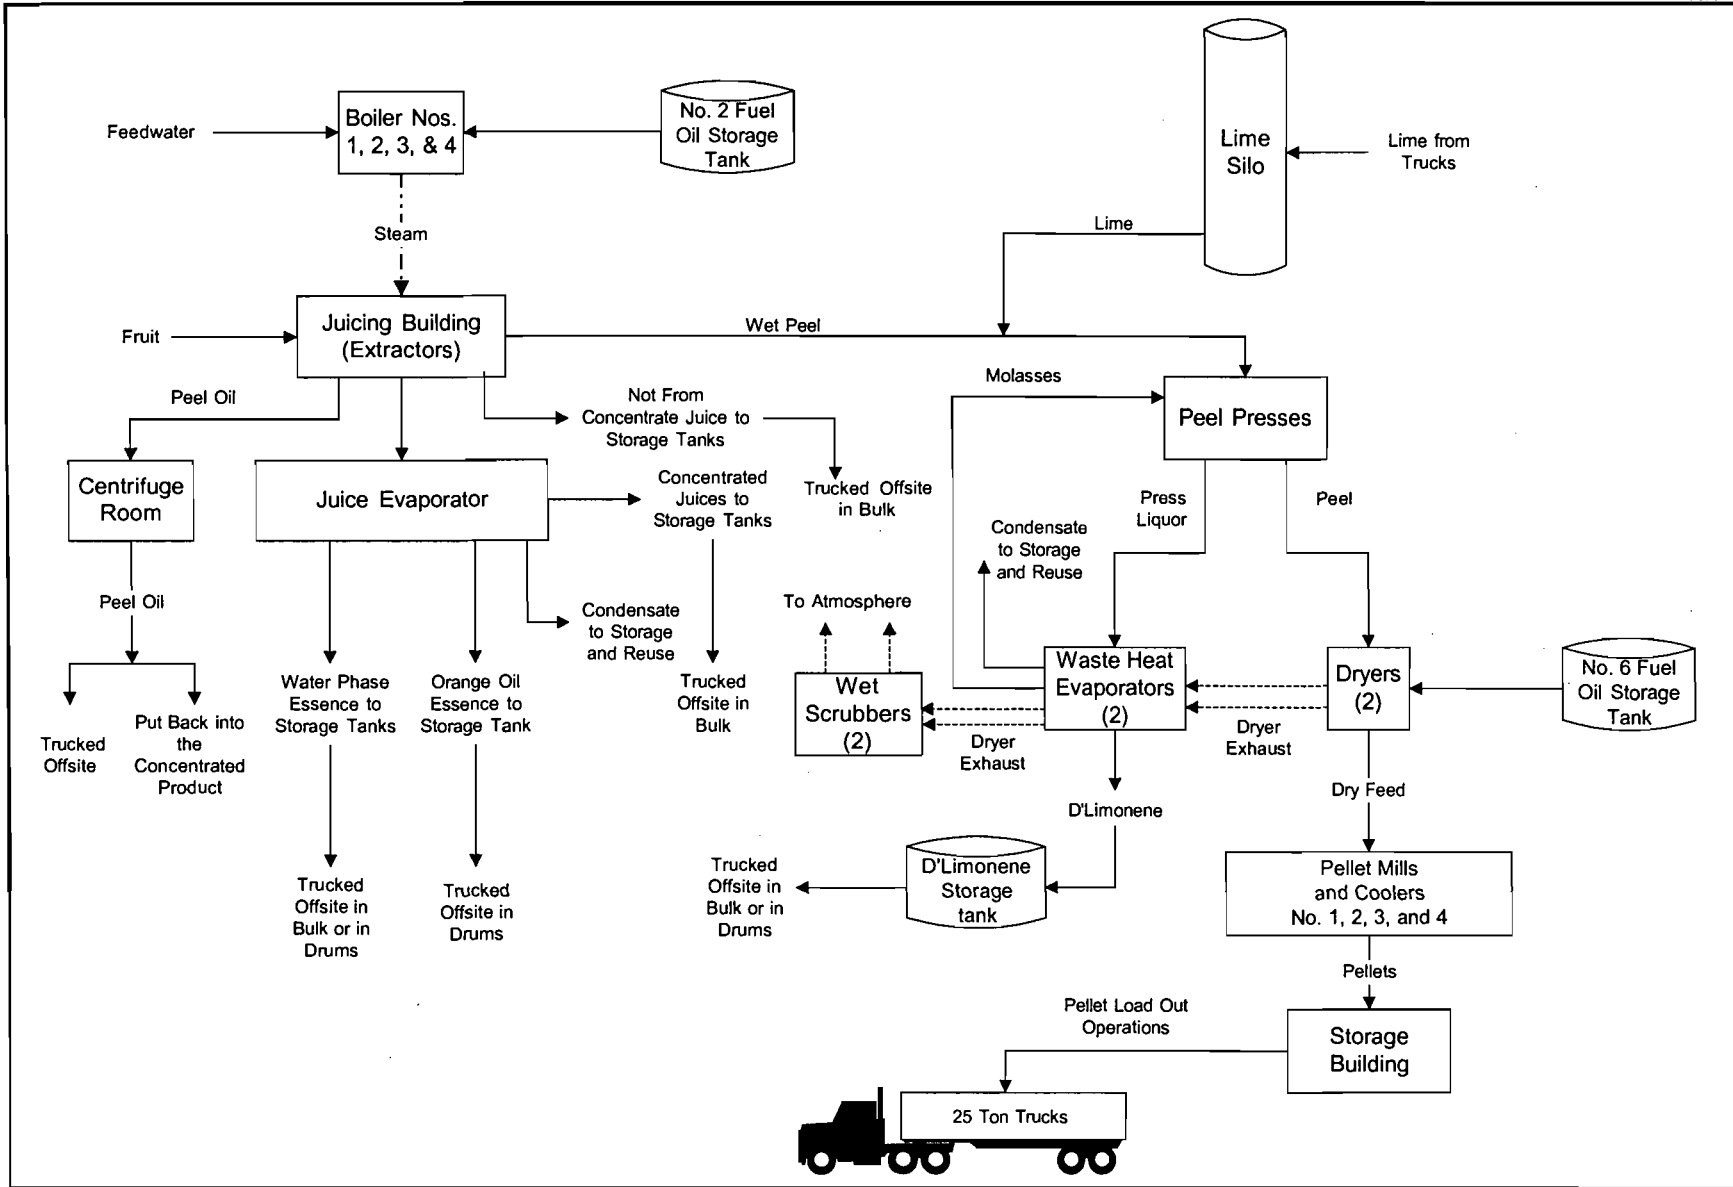 Feedwater
Boiler Nos.
1, 2, 3, & 4
No. 2 Fuel
Oil Storage
Tank
Lime
Silo
Lime from
Trucks
Steam
Lime
Fruit
Juicing Building
(Extractors)
Wet Peel
Peel Oil
Not From
Concentrate Juice to
Storage Tanks
Molasses
Peel Presses
Centrifuge
Room
Juice Evaporator
Concentrated
Juices to
Storage Tanks
Trucked Offsite
in Bulk
Press
Liquor
Peel
Condensate
to Storage
and Reuse
Peel Oil
Condensate
to Storage
and Reuse
To Atmosphere
Water Phase
Essence to
Storage Tanks
Orange Oil
Essence to
Storage Tank
Trucked
Offsite in
Bulk
Wet
Scrubbers
(2)
Waste Heat
Evaporators
(2)
Dryers
(2)
No. 6 Fuel
Oil Storage
Tank
Trucked
Offsite
Put Back into
the
Concentrated
Product
Dryer
Exhaust
Dryer
Exhaust
D'Limonene
Dry Feed
Trucked
Offsite in
Bulk or in
Drums
Trucked
Offsite in
Drums
Trucked
Offsite in
Bulk or in
Drums
D'Limonene
Storage
tank
Pellet Mills
and Coolers
No. 1, 2, 3, and 4
Pellets
Pellet Load Out
Operations
Storage
Building
25 Ton Trucks